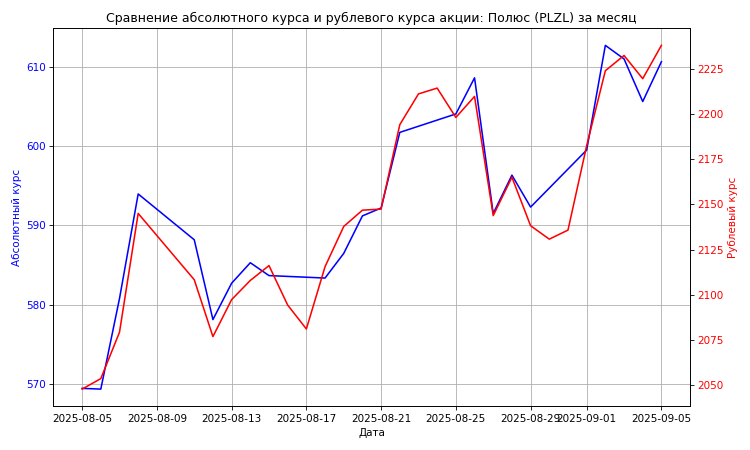 Сравнение абсолютного курса и рублевого курса акции: Полюс (PLZL) за месяц
610
600
590
580
570
Абсолютный курс
2225
2200
2175
2150
2125
2100
2075
2050
Рублевый курс
2025-08-05 2025-08-09 2025-08-13 2025-08-17 2025-08-21 2025-08-25 2025-08-29 2025-09-01 2025-09-05
Дата